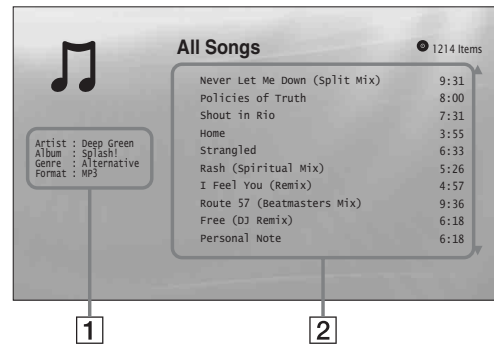 All Songs
1214 Items
Never Let Me Down (Split Mix) 9:31
Policies of Truth 8:00
Shout in Rio 7:31
Home 3:55
Strangled 6:33
Rash (Spiritual Mix) 5:26
I Feel You (Remix) 4:57
Route 57 (Beatmasters Mix) 9:36
Free (DJ Remix) 6:18
Personal Note 6:18
Artist : Deep Green
Album : Splash!
Genre : Alternative
Format : MP3
1
2